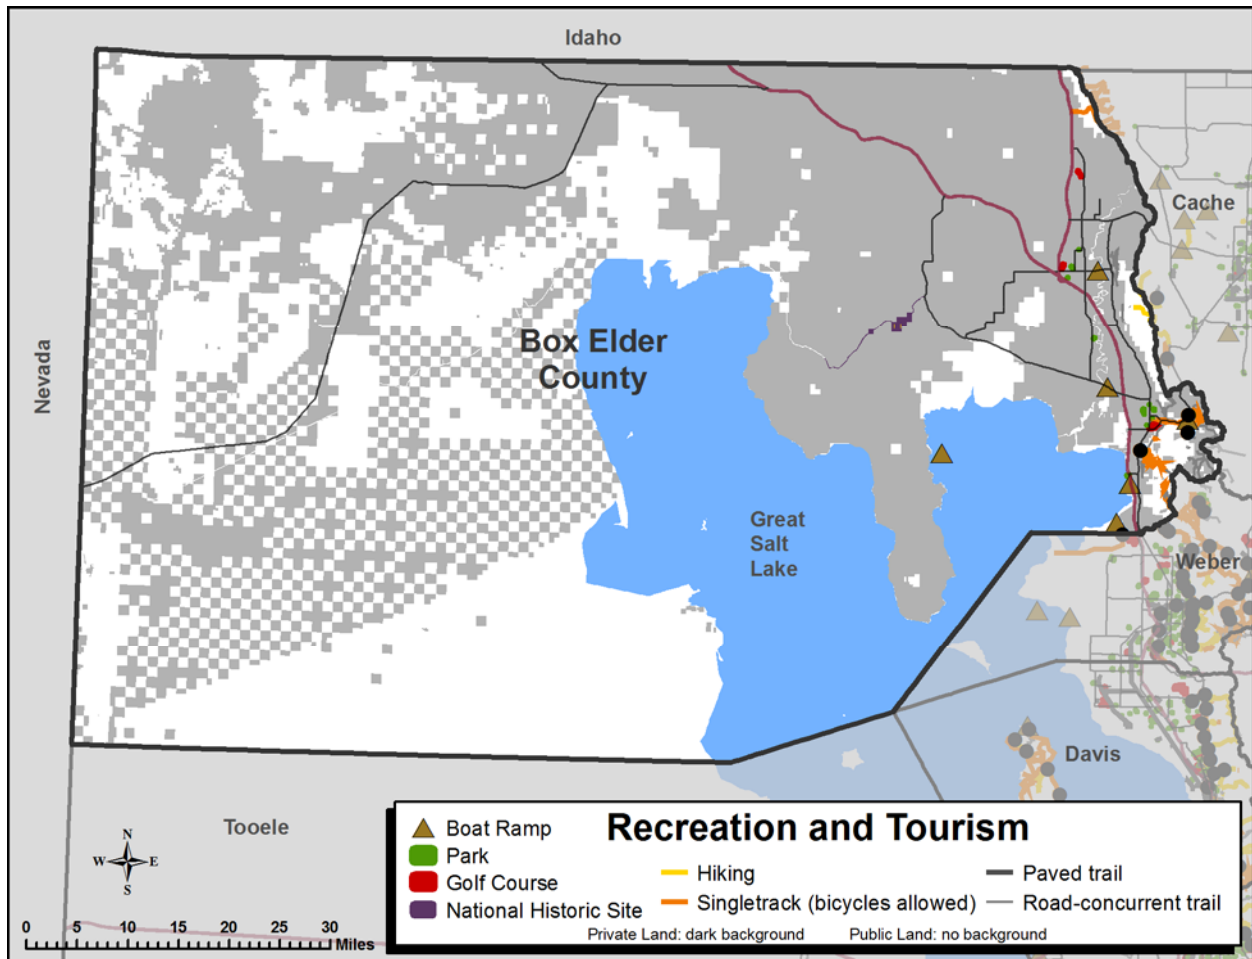 Idaho
Cache
Box Elder
County
Nevada
Great
Salt
Lake
Weber
Davis
Tooele
N
W E
S
0 5 10 15 20 25 30
Miles
Recreation and Tourism
Boat Ramp
Park
Golf Course
National Historic Site
Hiking
Singletrack (bicycles allowed)
Paved trail
Road-concurrent trail
Private Land: dark background
Public Land: no background